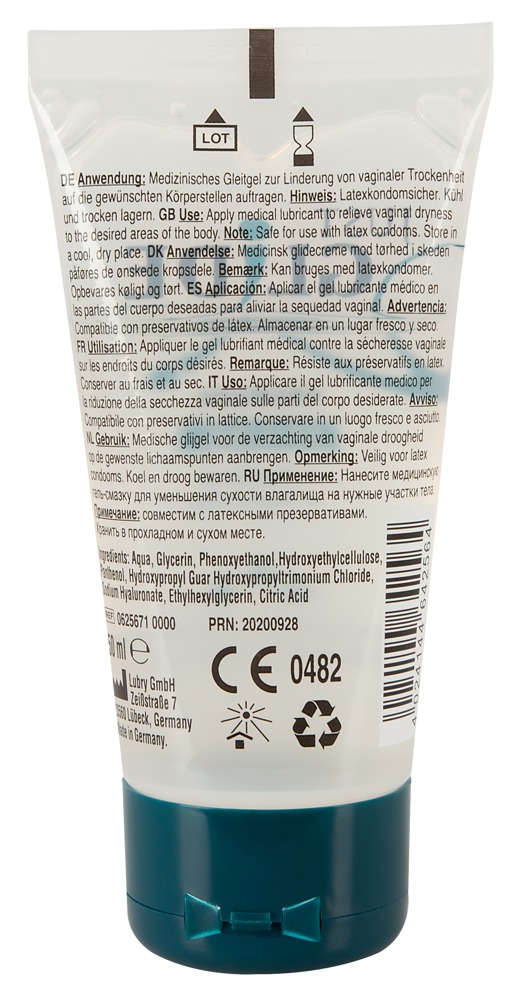 LOT
DE Anwendung: Medizinisches Gleitgel zur Linderung von vaginaler Trockenheit
auf die gewünschten Körperstellen auftragen. Hinweis: Latexkondomsicher. Kühl
und trocken lagern. GB Use: Apply medical lubricant to relieve vaginal dryness
to the desired areas of the body. Note: Safe for use with latex condoms. Store in
a cool, dry place. DK Anvendelse: Medicinsk glidecreme mod tørhed i skeden
påføres de ønskede kropsdele. Bemærk: Kan bruges med latexkondomer.
Opbevares køligt og tørt. ES Aplicación: Aplicar el gel lubricante médico en
las partes del cuerpo deseadas para aliviar la sequedad vaginal. Advertencia:
Compatible con preservativos de látex. Almacenar en un lugar fresco y seco.
FR Utilisation: Appliquer le gel lubrifiant médical contre la sécheresse vaginale
sur les endroits du corps désirés. Remarque: Résiste aux préservatifs en latex.
Conserver au frais et au sec. IT Uso: Applicare il gel lubrificante medico per
la riduzione della secchezza vaginale sulle parti del corpo desiderate. Avviso:
Compatibile con preservativi in lattice. Conservare in un luogo fresco e asciutto.
NL Gebruik: Medische glijgel voor de verzachting van vaginale droogheid
op de gewenste lichaamspunten aanbrengen. Opmerking: Veilig voor latex
condooms. Koel en droog bewaren. RU Применение: Нанесите медицинскую
гель-смазку для уменьшения сухости влагалища на нужные участки тела.
Примечание: совместим с латексными презервативами.
Хранить в прохладном и сухом месте.
Ingredients: Aqua, Glycerin, Phenoxyethanol, Hydroxyethylcellulose,
Panthenol, Hydroxypropyl Guar Hydroxypropyltrimonium Chloride,
Sodium Hyaluronate, Ethylhexylglycerin, Citric Acid
REF 0625671 0000 PRN: 20200928
50 ml e
CE 0482
Lubry GmbH
Zeißstraße 7
23560 Lübeck, Germany
Made in Germany.
4 024144 642564